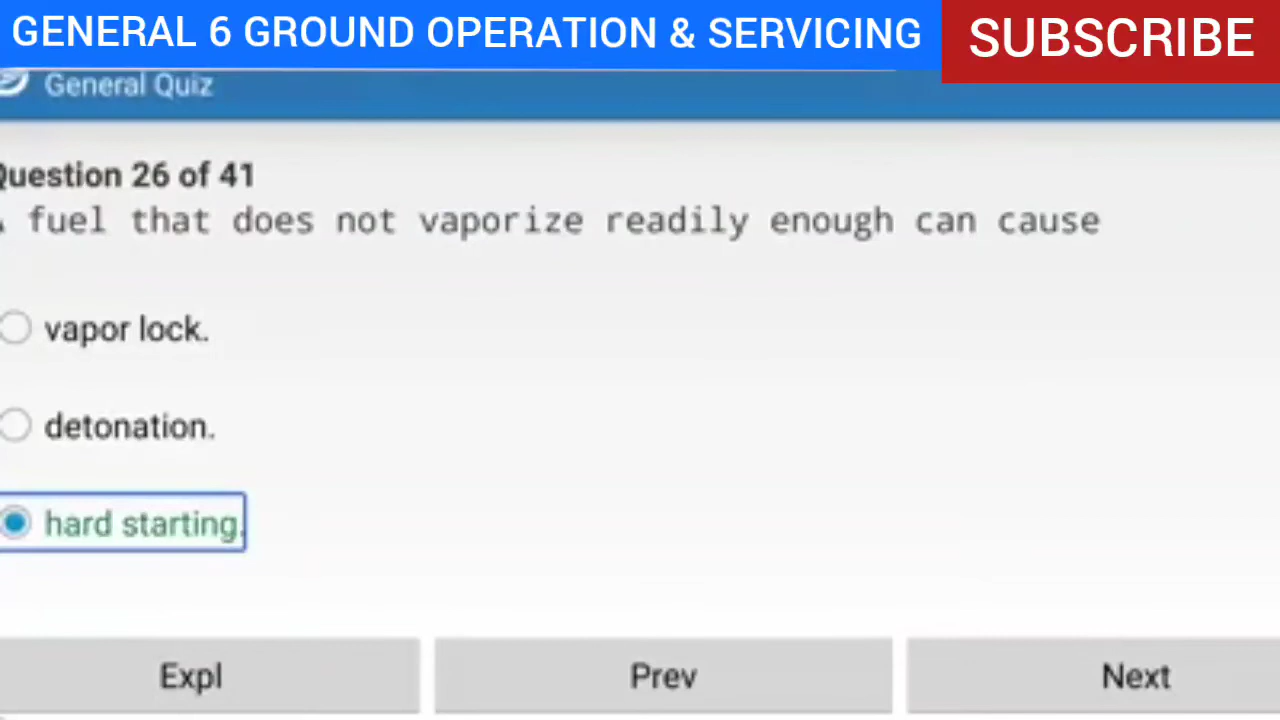 GENERAL 6 GROUND OPERATION & SERVICING
SUBSCRIBE
General Quiz
Question 26 of 41
A fuel that does not vaporize readily enough can cause
vapor lock.
detonation.
hard starting.
Expl
Prev
Next